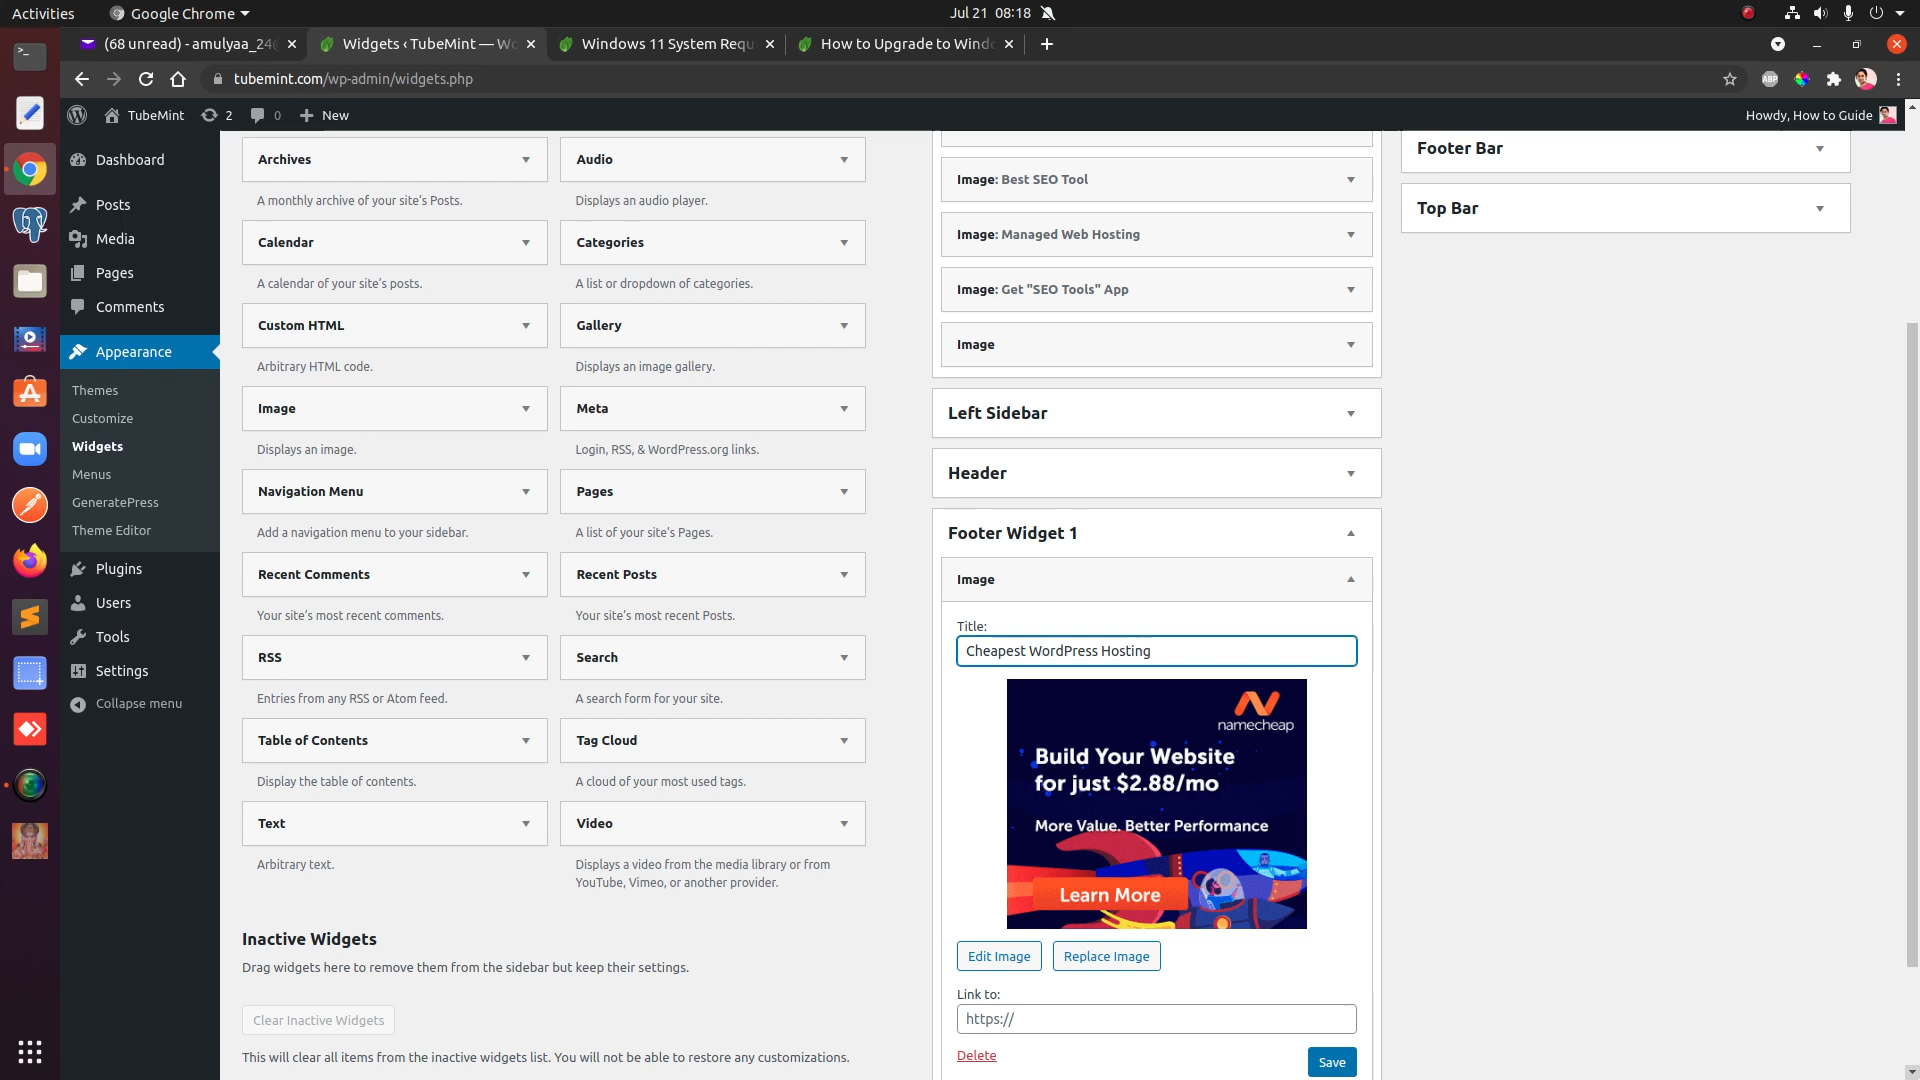 Activities
Google Chrome
Jul 21 08:18
(68 unread) - amulyaa_24@
Widgets ‹ TubeMint — Wo
Windows 11 System Requ
How to Upgrade to Windo
tubemint.com/wp-admin/widgets.php
ABP
TubeMint
2
0
New
Howdy, How to Guide
Dashboard
Posts
Media
Pages
Comments
Appearance
Themes
Customize
Widgets
Menus
GeneratePress
Theme Editor
Plugins
Users
Tools
Settings
Collapse menu
Archives
A monthly archive of your site's Posts.
Audio
Displays an audio player.
Calendar
A calendar of your site's posts.
Categories
A list or dropdown of categories.
Custom HTML
Arbitrary HTML code.
Gallery
Displays an image gallery.
Image
Displays an image.
Meta
Login, RSS, & WordPress.org links.
Navigation Menu
Add a navigation menu to your sidebar.
Pages
A list of your site's Pages.
Recent Comments
Your site's most recent comments.
Recent Posts
Your site's most recent Posts.
RSS
Entries from any RSS or Atom feed.
Search
A search form for your site.
Table of Contents
Display the table of contents.
Tag Cloud
A cloud of your most used tags.
Text
Arbitrary text.
Video
Displays a video from the media library or from
YouTube, Vimeo, or another provider.
Inactive Widgets
Drag widgets here to remove them from the sidebar but keep their settings.
Clear Inactive Widgets
This will clear all items from the inactive widgets list. You will not be able to restore any customizations.
Image: Best SEO Tool
Image: Managed Web Hosting
Image: Get "SEO Tools" App
Image
Left Sidebar
Header
Footer Widget 1
Image
Title:
Cheapest WordPress Hosting
namecheap
Build Your Website
for just $2.88/mo
More Value. Better Performance
Learn More
Edit Image
Replace Image
Link to:
https://
Delete
Save
Footer Bar
Top Bar